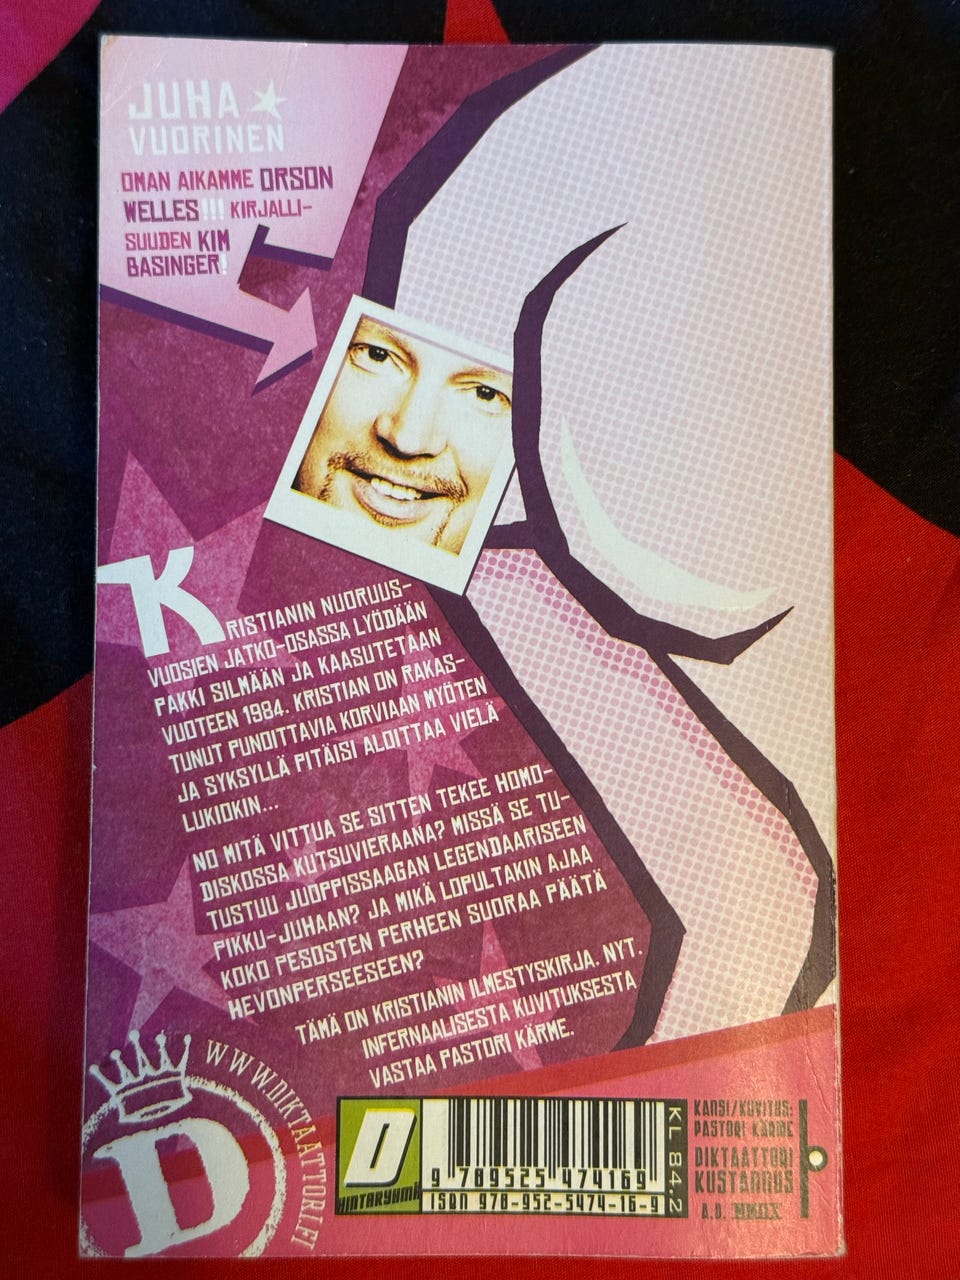 JUHA
VUORINEN
OMAN AIKAMME ORSON
WELLES!!! KIRJALLI-
SUUDEN KIM
BASINGER!
KRISTIANIN NUORUUS-
VUOSIEN JATKO-OSASSA LYÖDÄÄN
PAKKI SILMÄÄN JA KAASUTETAAN
VUOTEEN 1984. KRISTIAN ON RAKAS-
TUNUT PUNOITTAVIA KORVIAAN MYÖTEN
JA SYKSYLLÄ PITÄISI ALOITTAA VIELÄ
LUKIOKIN...
NO MITÄ VITTUA SE SITTEN TEKEE HOMO-
DISKOSSA KUTSUVIERAANA? MISSÄ SE TU-
TUSTUU JUOPPISSAAGAN LEGENDAARISEEN
PIKKU-JUHAAN? JA MIKÄ LOPULTAKIN AJAA
KOKO PESOSTEN PERHEEN SUORAA PÄÄTÄ
HEVONPERSEESEEN?
TÄMÄ ON KRISTIANIN ILMESTYSKIRJA. NYT.
INFERNAALISESTA KUVITUKSESTA
VASTAA PASTORI KÄRME.
WWW.DIKTAATTORI.FI
D
D
HINTARYHMÄ
9 789525 474169
ISBN 978-952-5474-16-9
KL 84.2
KANSI/KUVITUS:
PASTORI KÄRME
DIKTAATTORI
KUSTANNUS
A.D.